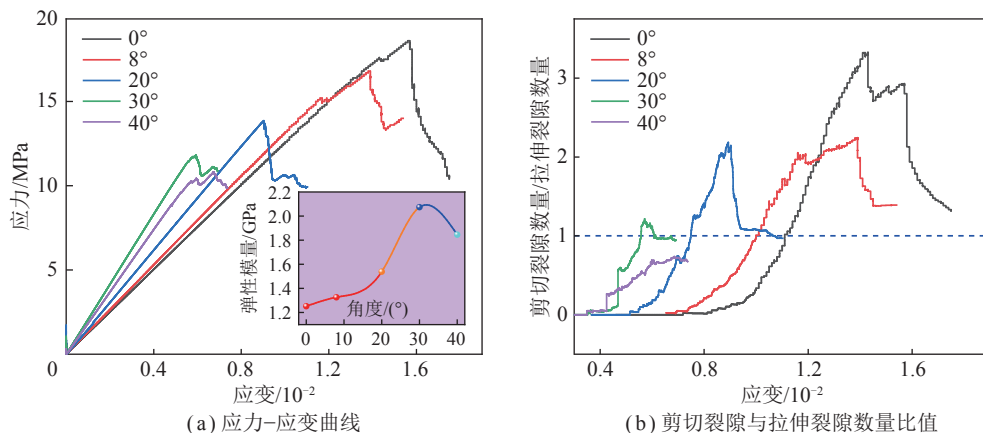 20
15
10
5
0
应力/MPa
0°
8°
20°
30°
40°
2.2
2.0
1.8
1.6
1.4
1.2
弹性模量/GPa
角度/(°)
0 10 20 30 40
0.4 0.8 1.2 1.6
应变/10⁻²
(a) 应力−应变曲线
3
2
1
0
剪切裂隙数量/拉伸裂隙数量
0°
8°
20°
30°
40°
0.4 0.8 1.2 1.6
应变/10⁻²
(b) 剪切裂隙与拉伸裂隙数量比值